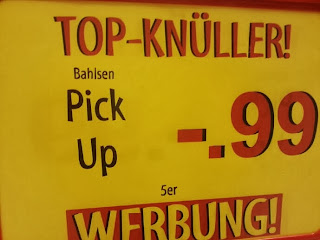 TOP-KNÜLLER!
Bahlsen
Pick
Up
-.99
5er
WERBUNG!